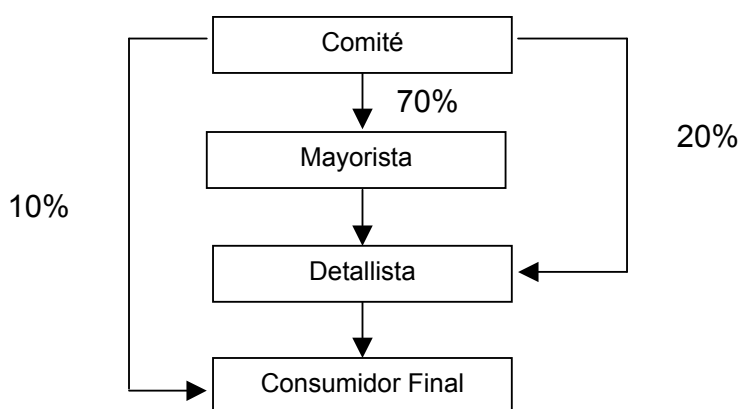 Comité
70%
20%
Mayorista
10%
Detallista
Consumidor Final